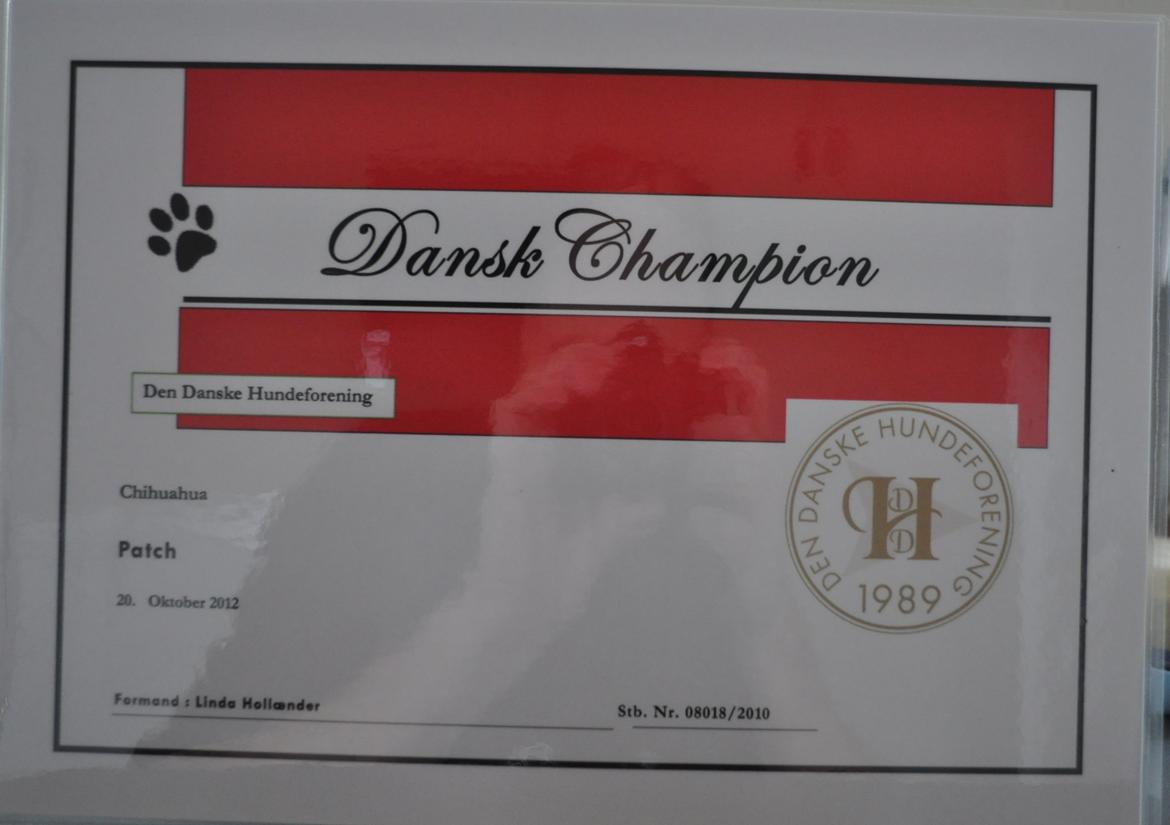 Dansk Champion
Den Danske Hundeforening
DEN DANSKE HUNDEFORENING
DHD
1989
Chihuahua
Patch
20. Oktober 2012
Formand : Linda Hollænder
Stb. Nr. 08018/2010